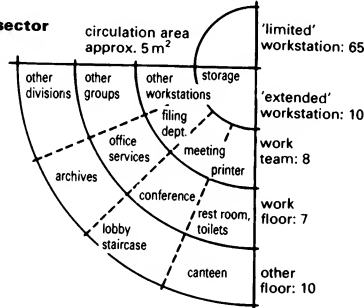 sector
circulation area
approx. 5 m²
'limited'
workstation: 65
other
divisions
other
groups
other
workstations
storage
'extended'
workstation: 10
filing
dept.
office
services
meeting
printer
work
team: 8
archives
conference
rest room,
toilets
work
floor: 7
lobby
staircase
canteen
other
floor: 10